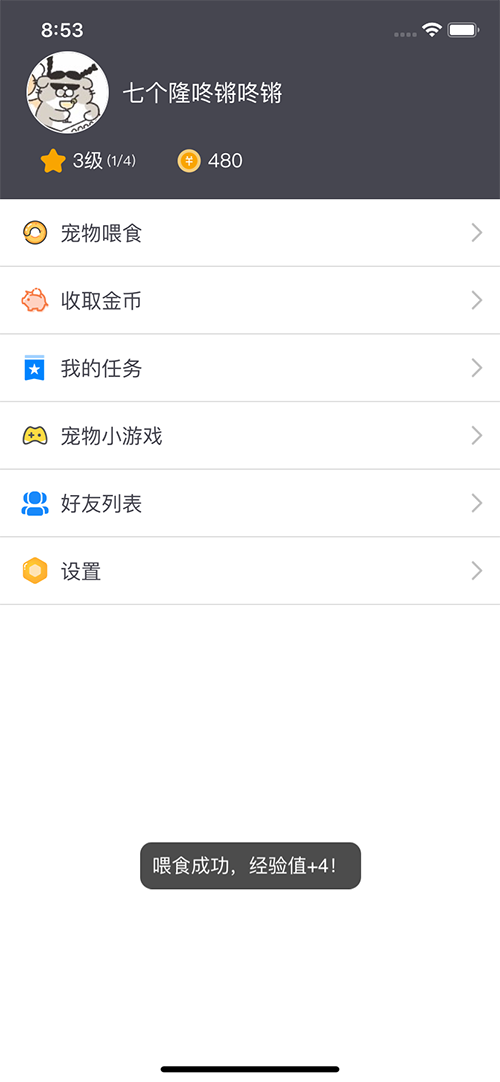 8:53
七个隆咚锵咚锵
3级(1/4)
¥ 480
宠物喂食
收取金币
我的任务
宠物小游戏
好友列表
设置
喂食成功，经验值+4！